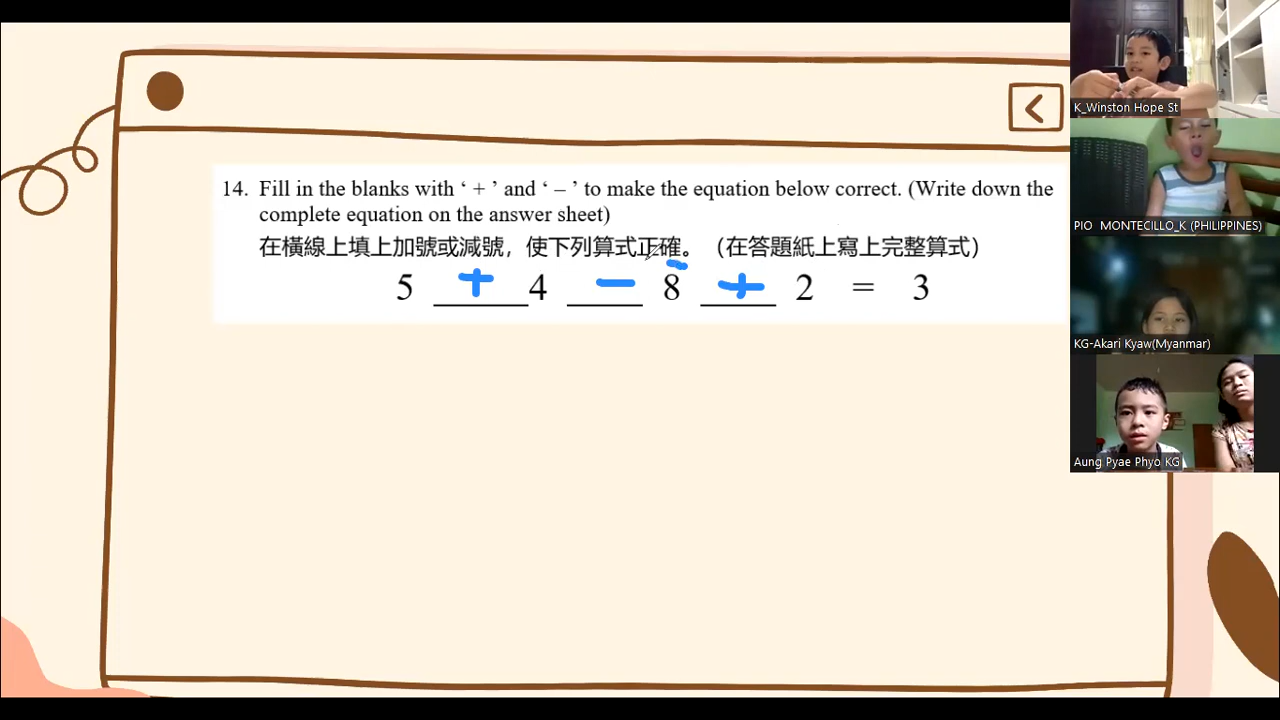 14. Fill in the blanks with ‘ + ’ and ‘ – ’ to make the equation below correct. (Write down the
complete equation on the answer sheet)
在橫線上填上加號或減號，使下列算式正確。（在答題紙上寫上完整算式）
5 + 4 – 8 + 2 = 3
K_Winston Hope St
PIO MONTECILLO_K (PHILIPPINES)
KG-Akari Kyaw(Myanmar)
Aung Pyae Phyo KG